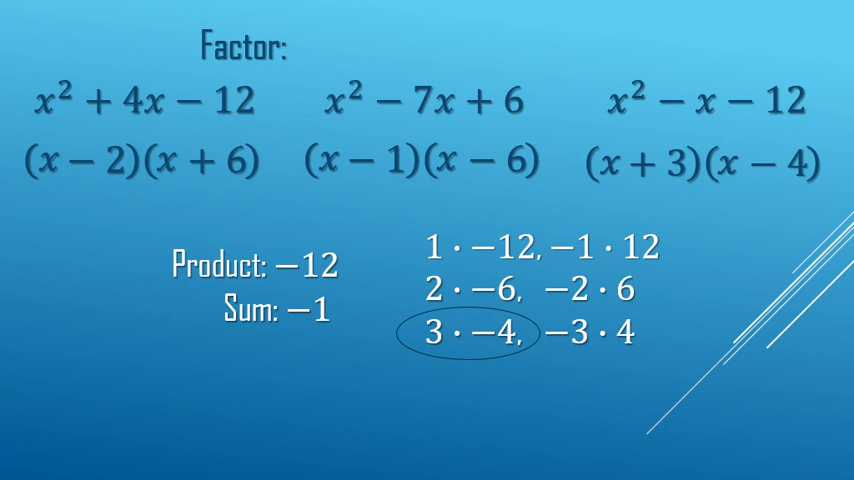 Factor:
x² + 4x − 12 x² − 7x + 6 x² − x − 12
(x − 2)(x + 6) (x − 1)(x − 6) (x + 3)(x − 4)
Product: −12
Sum: −1
1 · −12, −1 · 12
2 · −6, −2 · 6
3 · −4, −3 · 4